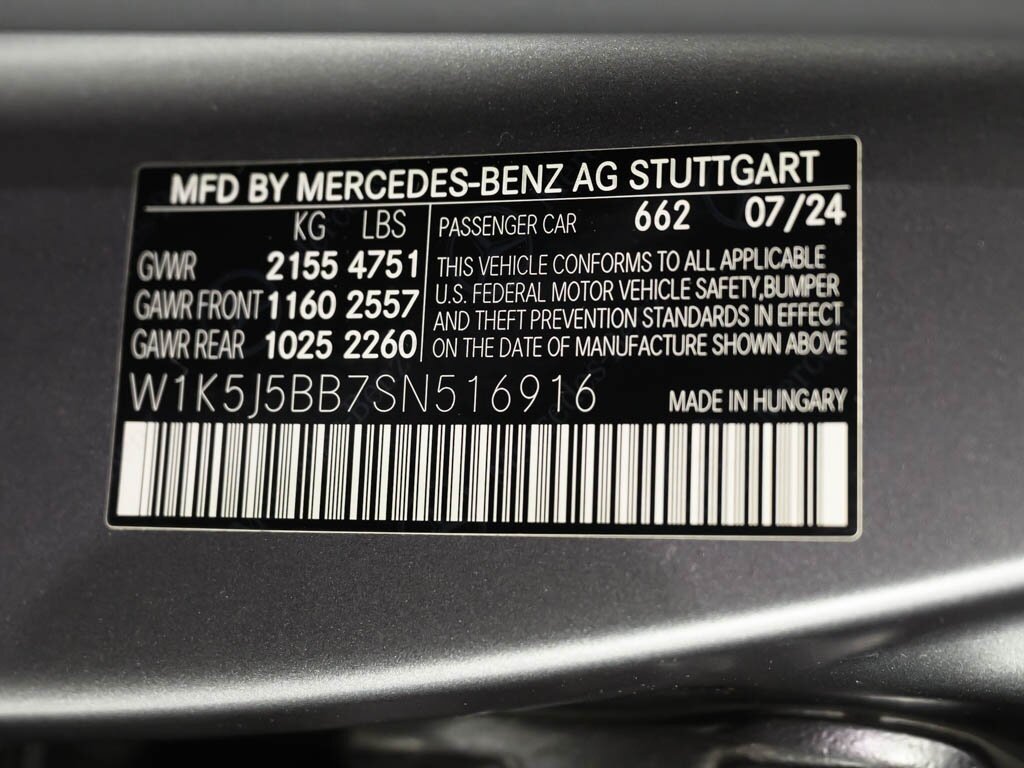 MFD BY MERCEDES-BENZ AG STUTTGART
KG LBS
GVWR 2155 4751
GAWR FRONT 1160 2557
GAWR REAR 1025 2260
PASSENGER CAR 662 07/24
THIS VEHICLE CONFORMS TO ALL APPLICABLE
U.S. FEDERAL MOTOR VEHICLE SAFETY,BUMPER
AND THEFT PREVENTION STANDARDS IN EFFECT
ON THE DATE OF MANUFACTURE SHOWN ABOVE
W1K5J5BB7SN516916
MADE IN HUNGARY